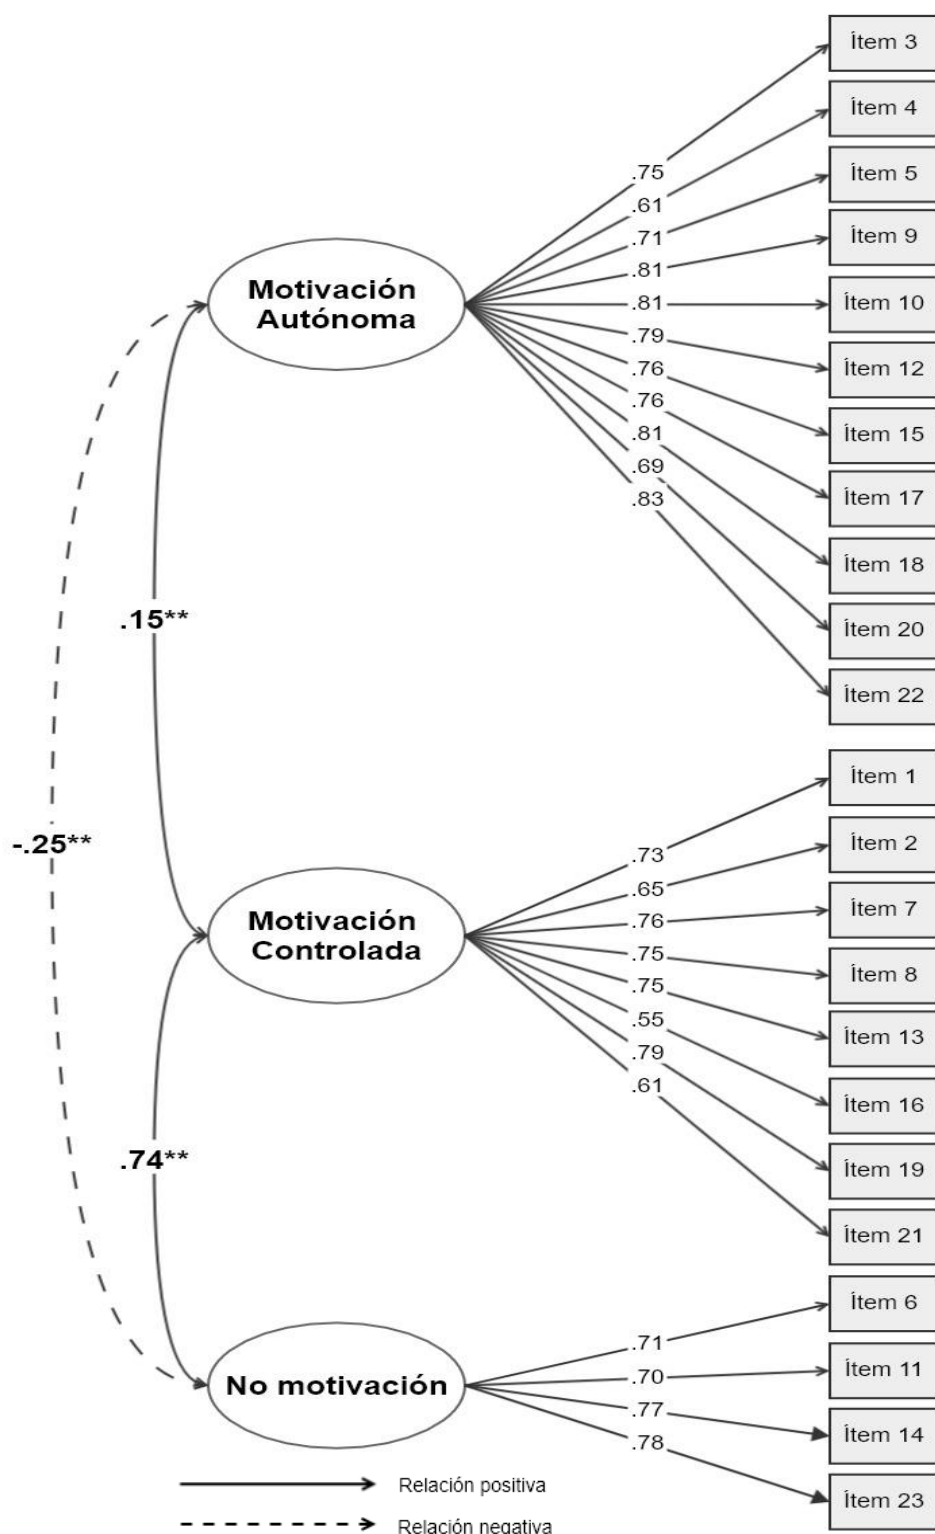 Ítem 3
Ítem 4
Ítem 5
Ítem 9
Ítem 10
Ítem 12
Ítem 15
Ítem 17
Ítem 18
Ítem 20
Ítem 22
.75
.61
.71
.81
.81
.79
.76
.76
.81
.69
.83
Motivación
Autónoma
.15**
-.25**
Ítem 1
Ítem 2
Ítem 7
Ítem 8
Ítem 13
Ítem 16
Ítem 19
Ítem 21
.73
.65
.76
.75
.75
.55
.79
.61
Motivación
Controlada
.74**
Ítem 6
Ítem 11
Ítem 14
Ítem 23
.71
.70
.77
.78
No motivación
Relación positiva
Relación negativa